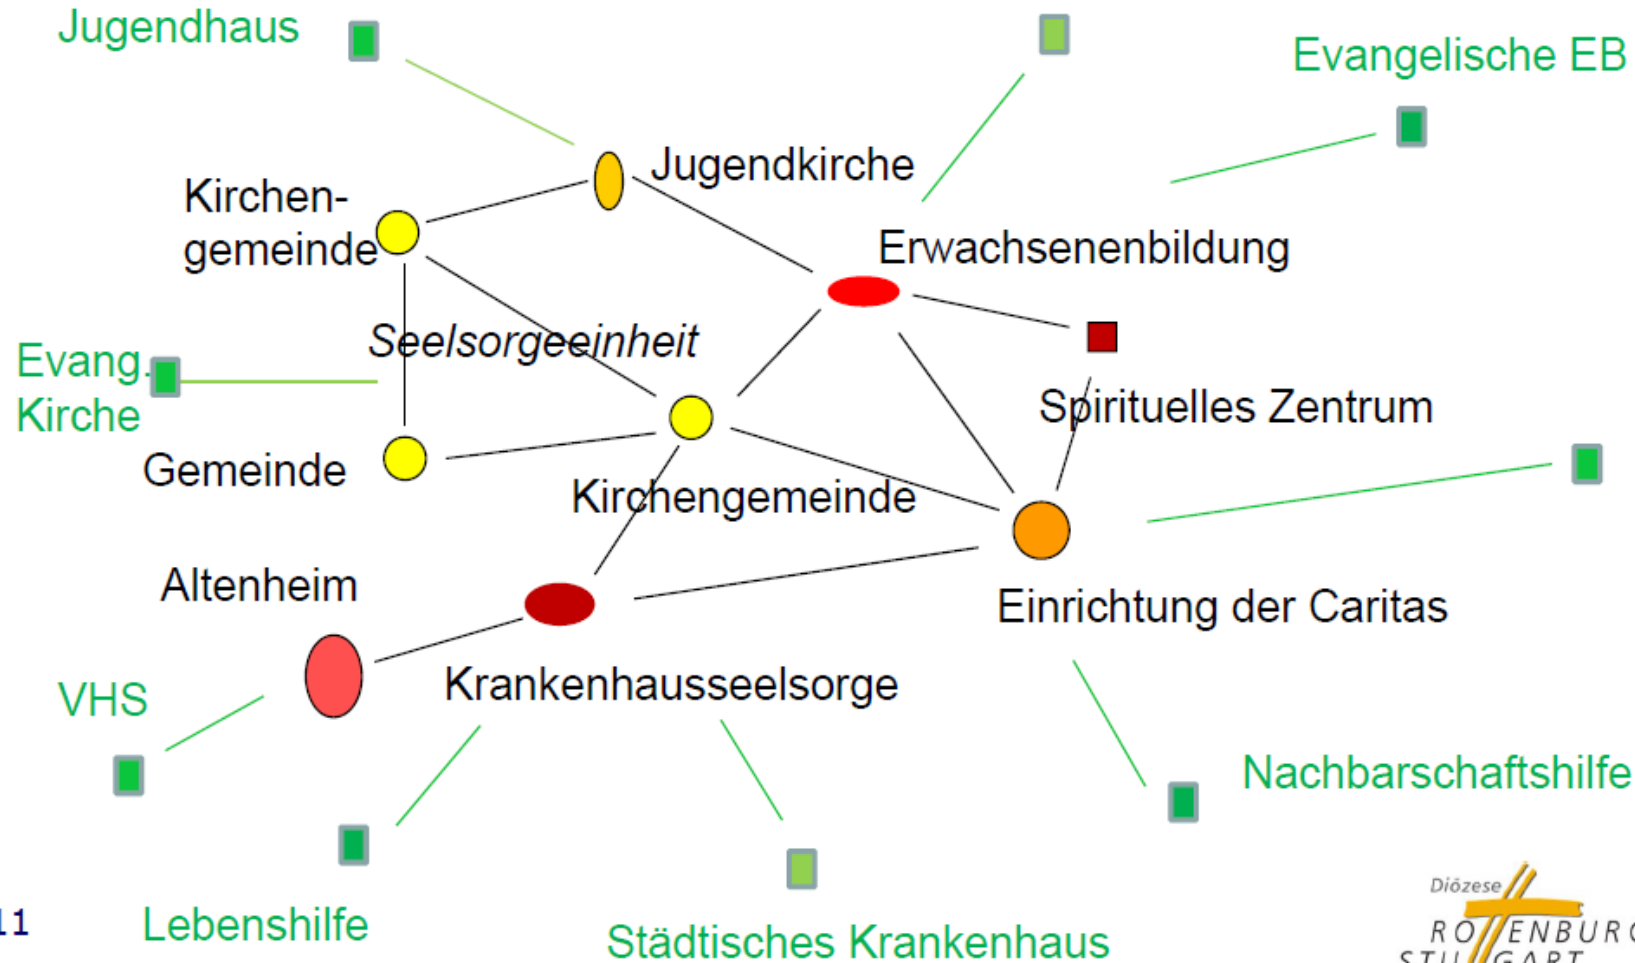 Jugendhaus
Evangelische EB
Jugendkirche
Kirchen-
gemeinde
Erwachsenenbildung
Seelsorgeeinheit
Evang.
Kirche
Spirituelles Zentrum
Gemeinde
Kirchengemeinde
Altenheim
Einrichtung der Caritas
Krankenhausseelsorge
VHS
Nachbarschaftshilfe
Lebenshilfe
Städtisches Krankenhaus
11
Diözese
ROTTENBURG
STUTTGART